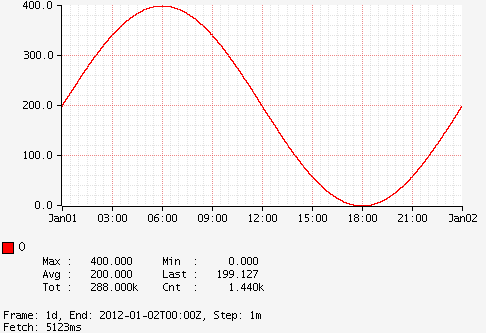 400.0
300.0
200.0
100.0
0.0
Jan01 03:00 06:00 09:00 12:00 15:00 18:00 21:00 Jan02
0
Max : 400.000 Min : 0.000
Avg : 200.000 Last : 199.127
Tot : 288.000k Cnt : 1.440k
Frame: 1d, End: 2012-01-02T00:00Z, Step: 1m
Fetch: 5123ms